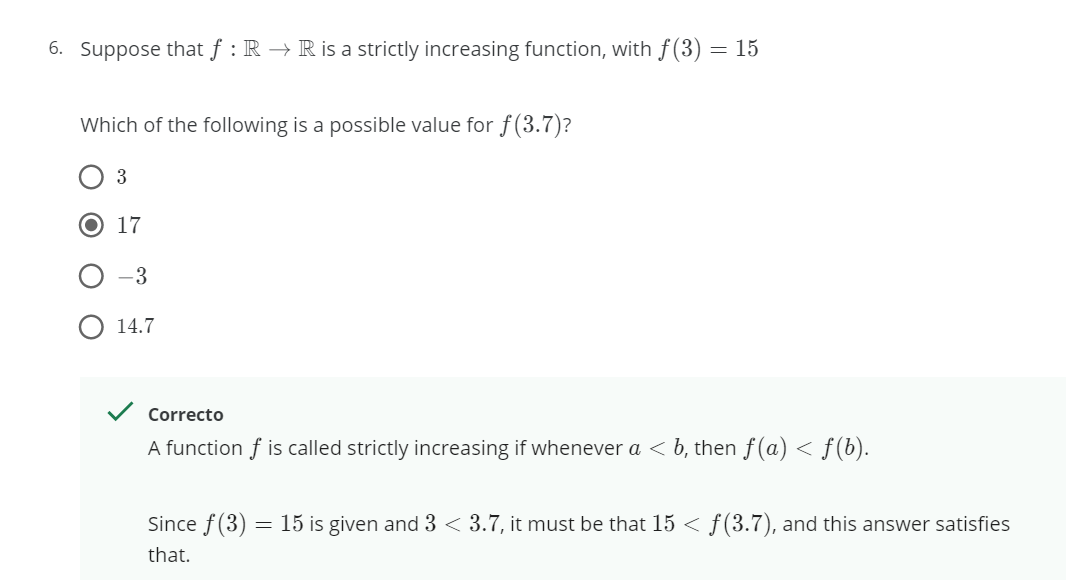 6. Suppose that f : ℝ → ℝ is a strictly increasing function, with f(3) = 15
Which of the following is a possible value for f(3.7)?
3
17
−3
14.7
Correcto
A function f is called strictly increasing if whenever a < b, then f(a) < f(b).
Since f(3) = 15 is given and 3 < 3.7, it must be that 15 < f(3.7), and this answer satisfies
that.